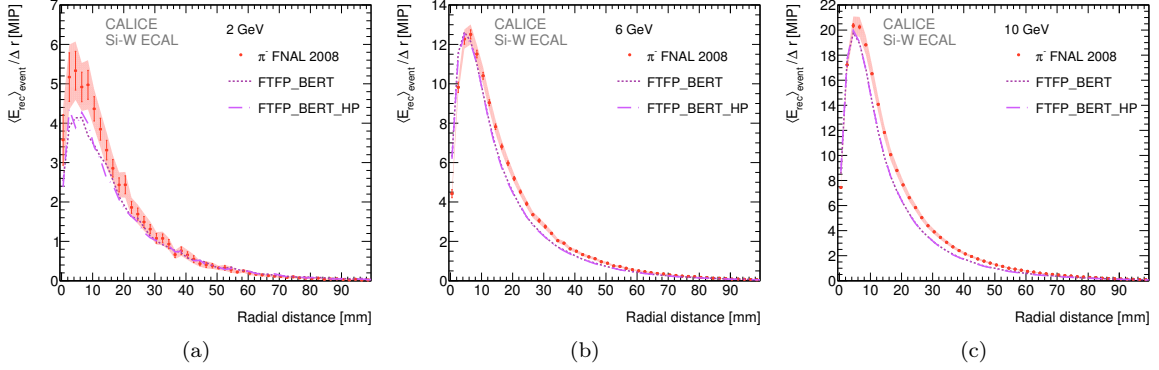 CALICE
Si-W ECAL
2 GeV
π⁻ FNAL 2008
FTFP_BERT
FTFP_BERT_HP
⟨E_rec⟩_event / Δ r [MIP]
7
6
5
4
3
2
1
0
0 10 20 30 40 50 60 70 80 90
Radial distance [mm]
(a)
CALICE
Si-W ECAL
6 GeV
π⁻ FNAL 2008
FTFP_BERT
FTFP_BERT_HP
⟨E_rec⟩_event / Δ r [MIP]
14
12
10
8
6
4
2
0
0 10 20 30 40 50 60 70 80 90
Radial distance [mm]
(b)
CALICE
Si-W ECAL
10 GeV
π⁻ FNAL 2008
FTFP_BERT
FTFP_BERT_HP
⟨E_rec⟩_event / Δ r [MIP]
22
20
18
16
14
12
10
8
6
4
2
0
0 10 20 30 40 50 60 70 80 90
Radial distance [mm]
(c)